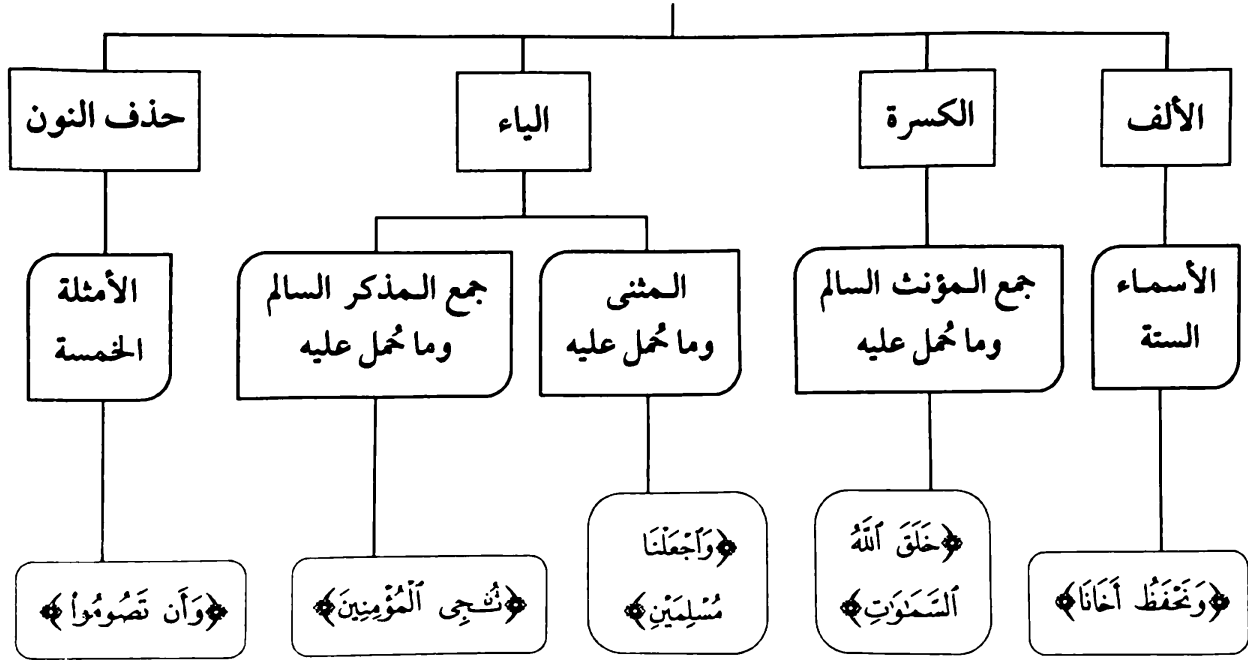 الألف
الكسرة
الياء
حذف النون
الأسماء
الستة
جمع المؤنث السالم
وما حُمل عليه
المثنى
وما حُمل عليه
جمع المذكر السالم
وما حُمل عليه
الأمثلة
الخمسة
﴿وَنَحْفَظُ أَخَانَا﴾
﴿خَلَقَ ٱللَّهُ
ٱلسَّمَٰوَٰتِ﴾
﴿وَٱجْعَلْنَا
مُسْلِمَيْنِ﴾
﴿نُـۨجِى ٱلْمُؤْمِنِينَ﴾
﴿وَأَن تَصُومُوا۟﴾